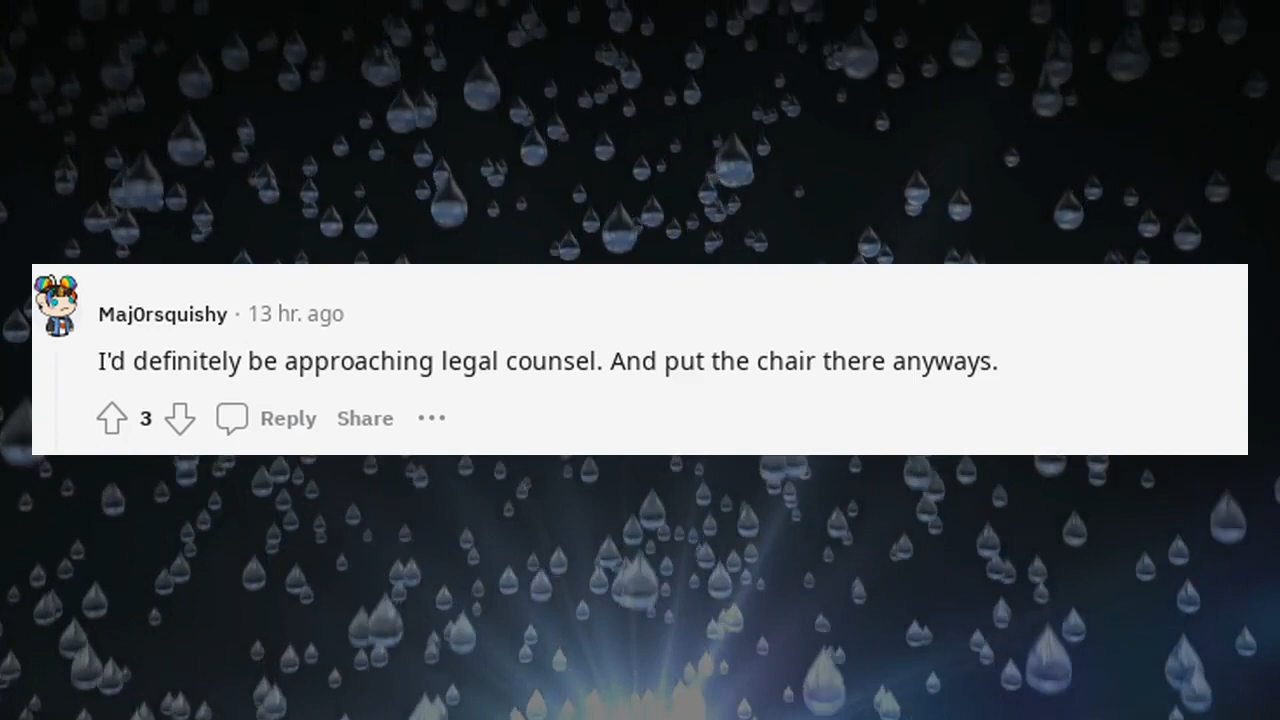 Maj0rsquishy · 13 hr. ago
I'd definitely be approaching legal counsel. And put the chair there anyways.
3 Reply Share ···